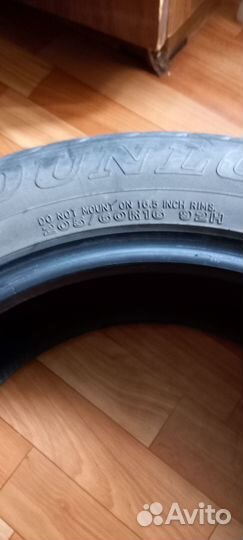 DUNLO
DO NOT MOUNT ON 16.5 INCH RIMS.
205/60R16 92H
Avito